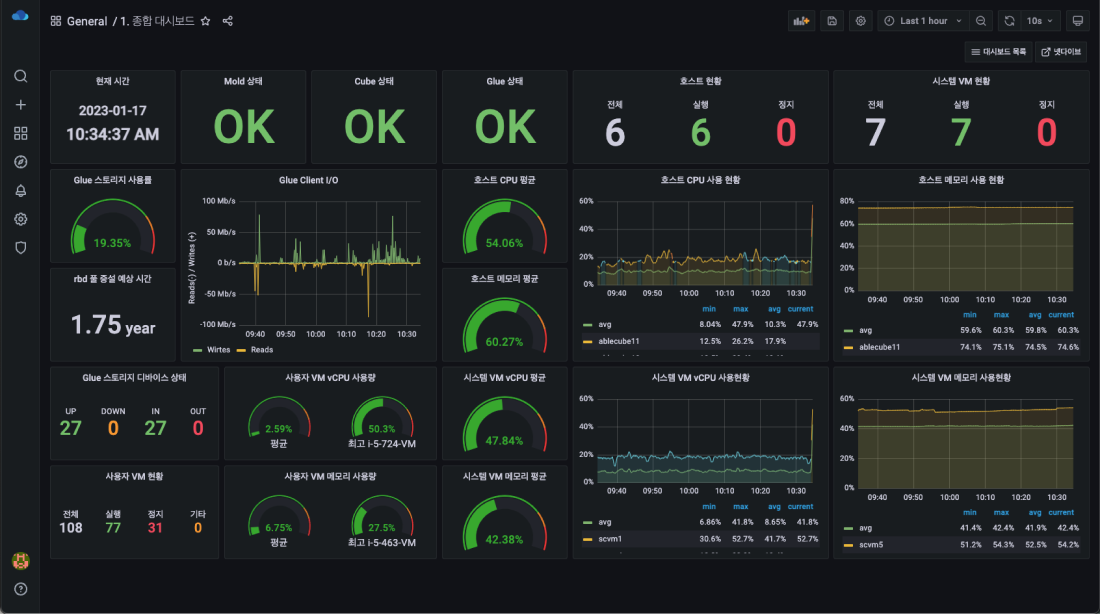 General / 1. 종합 대시보드
Last 1 hour
10s
대시보드 목록
넷다이브
현재 시간
2023-01-17
10:34:37 AM
Mold 상태
OK
Cube 상태
OK
Glue 상태
OK
호스트 현황
전체 실행 정지
6 6 0
시스템 VM 현황
전체 실행 정지
7 7 0
Glue 스토리지 사용률
19.35%
rbd 풀 증설 예상 시간
1.75 year
Glue Client I/O
Reads(-) / Writes (+)
100 Mb/s
50 Mb/s
0 b/s
-50 Mb/s
-100 Mb/s
09:40 09:50 10:00 10:10 10:20 10:30
Wirtes Reads
호스트 CPU 평균
54.06%
호스트 메모리 평균
60.27%
호스트 CPU 사용 현황
60%
40%
20%
0%
09:40 09:50 10:00 10:10 10:20 10:30
min max avg current
avg 8.04% 47.9% 10.3% 47.9%
ablecube11 12.5% 26.2% 17.9%
호스트 메모리 사용 현황
80%
60%
40%
20%
0%
09:40 09:50 10:00 10:10 10:20 10:30
min max avg current
avg 59.6% 60.3% 59.8% 60.3%
ablecube11 74.1% 75.1% 74.5% 74.6%
Glue 스토리지 디바이스 상태
UP DOWN IN OUT
27 0 27 0
사용자 VM vCPU 사용량
2.59%
평균
50.3%
최고 i-5-724-VM
시스템 VM vCPU 평균
47.84%
시스템 VM vCPU 사용현황
60%
40%
20%
0%
09:40 09:50 10:00 10:10 10:20 10:30
min max avg current
avg 6.86% 41.8% 8.65% 41.8%
scvm1 30.6% 52.7% 41.7% 52.7%
시스템 VM 메모리 사용현황
60%
40%
20%
0%
09:40 09:50 10:00 10:10 10:20 10:30
min max avg current
avg 41.4% 42.4% 41.9% 42.4%
scvm5 51.2% 54.3% 52.5% 54.2%
사용자 VM 현황
전체 실행 정지 기타
108 77 31 0
사용자 VM 메모리 사용량
6.75%
평균
27.5%
최고 i-5-463-VM
시스템 VM 메모리 평균
42.38%